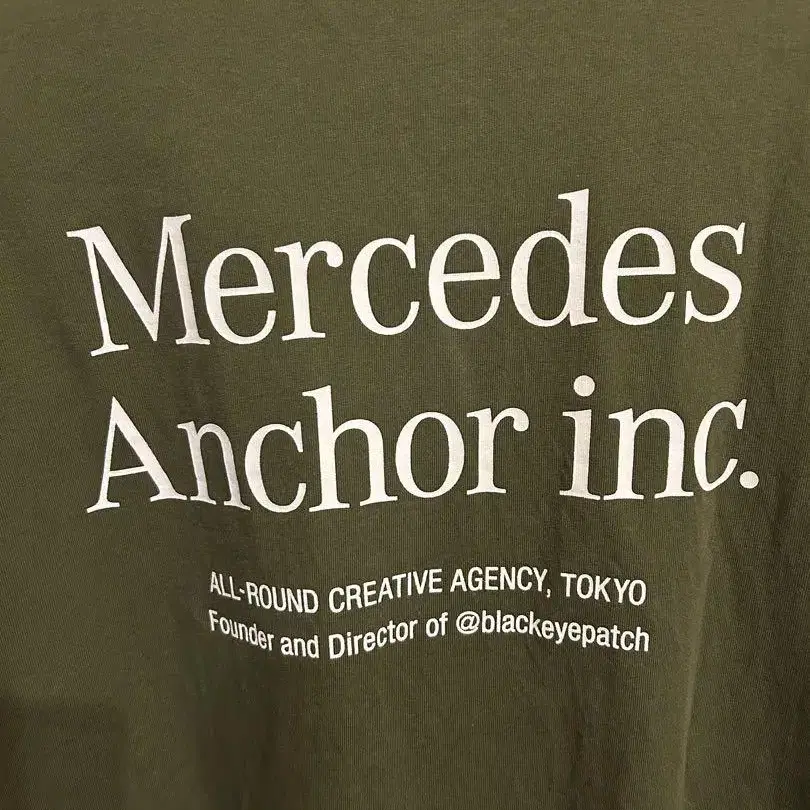 Mercedes
Anchor inc.
ALL-ROUND CREATIVE AGENCY, TOKYO
Founder and Director of @blackeyepatch